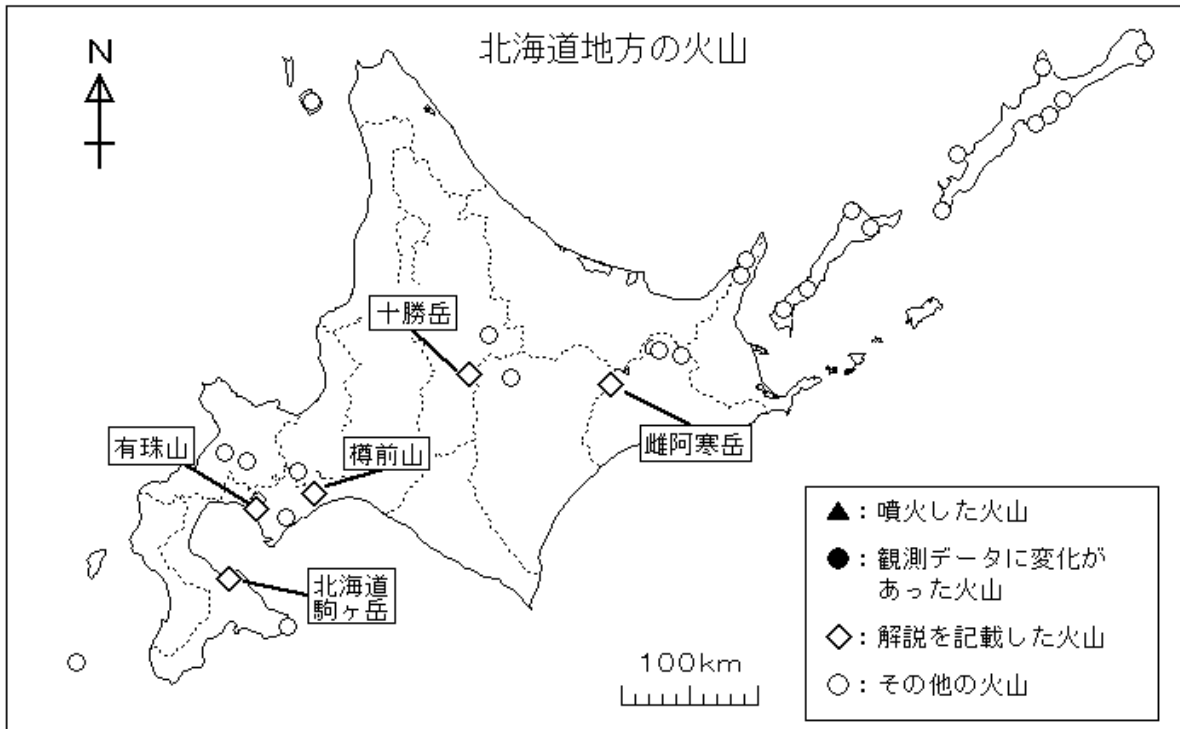 北海道地方の火山
N
十勝岳
有珠山
樽前山
雌阿寒岳
北海道
駒ヶ岳
▲：噴火した火山
●：観測データに変化が
あった火山
◇：解説を記載した火山
○：その他の火山
100km